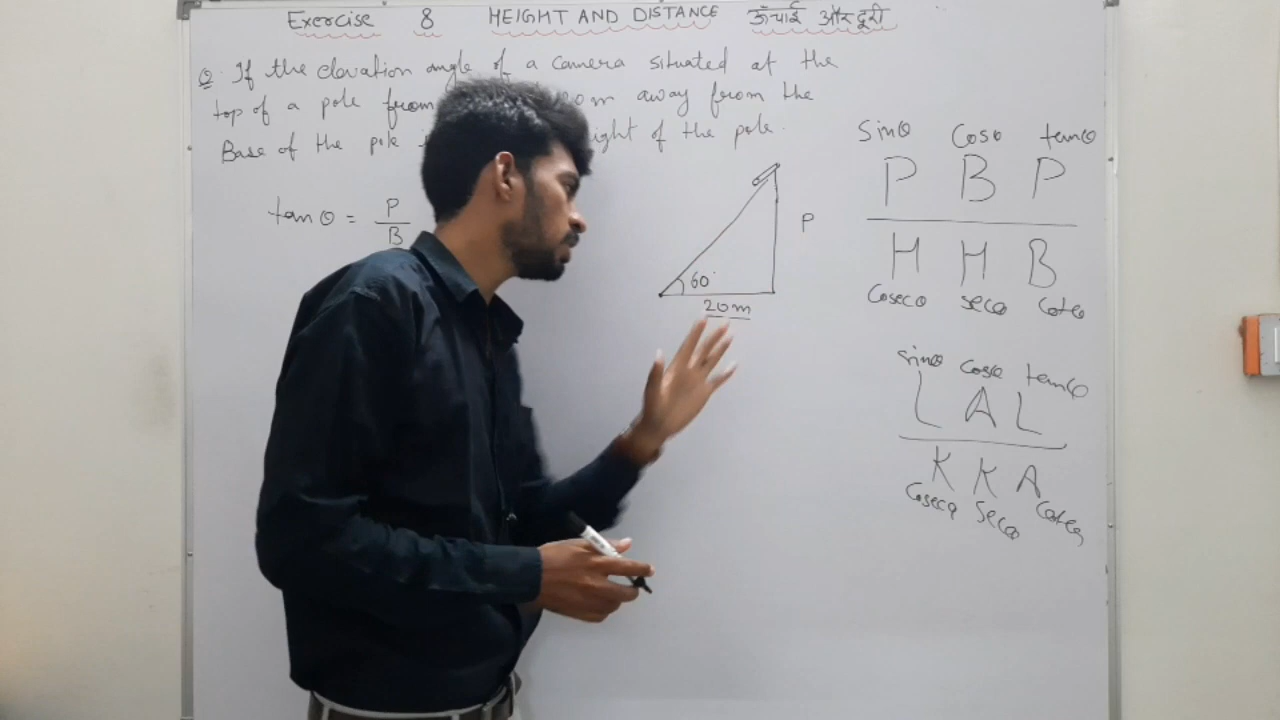 Exercise 8 HEIGHT AND DISTANCE ऊँचाई और दूरी
Q. If the elevation angle of a camera situated at the
top of a pole from 0m away from the
Base of the pole ight of the pole.
tanθ = P
B
60°
20m
P
Sinθ Cosθ tanθ
P B P
H H B
Cosecθ secθ cotθ
sinθ Cosθ tanθ
L A L
K K A
Cosecθ Secθ Cotθ